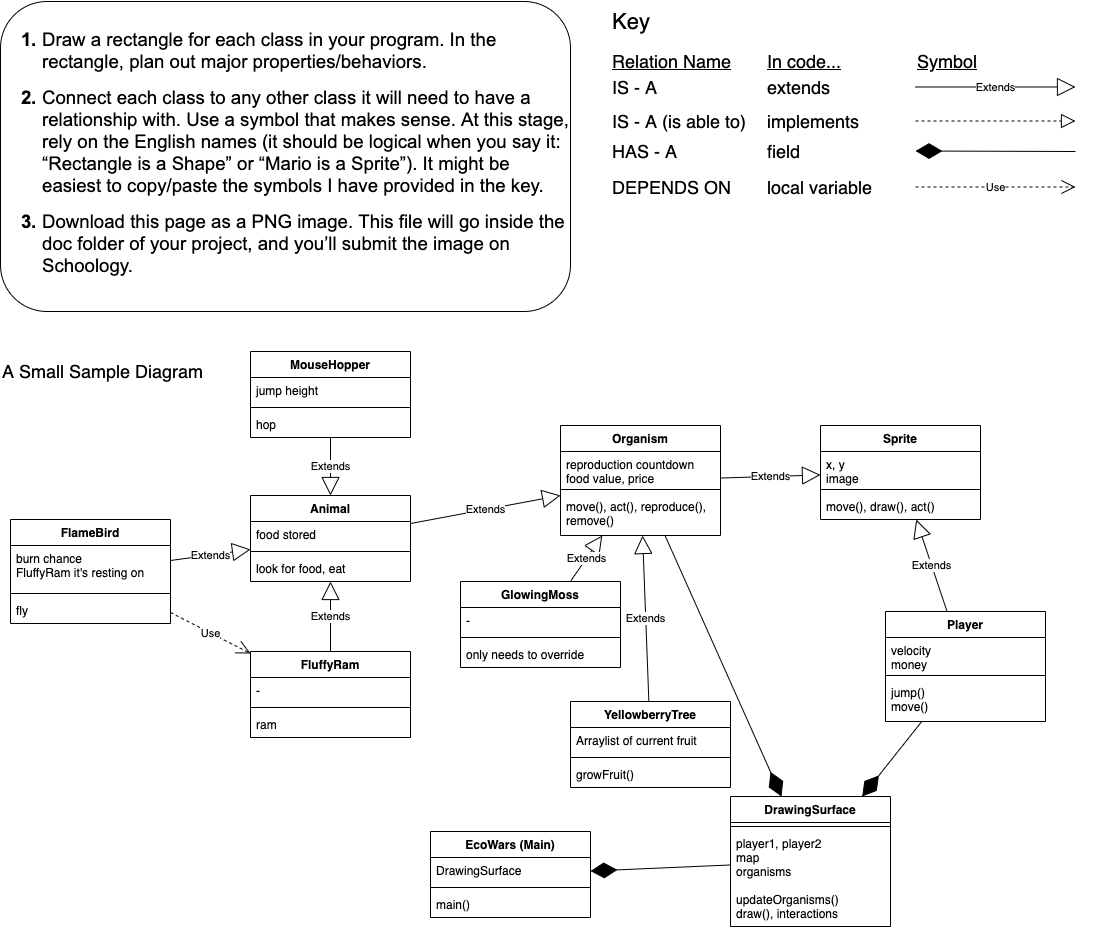 1. Draw a rectangle for each class in your program. In the
rectangle, plan out major properties/behaviors.
2. Connect each class to any other class it will need to have a
relationship with. Use a symbol that makes sense. At this stage,
rely on the English names (it should be logical when you say it:
“Rectangle is a Shape” or “Mario is a Sprite”). It might be
easiest to copy/paste the symbols I have provided in the key.
3. Download this page as a PNG image. This file will go inside the
doc folder of your project, and you’ll submit the image on
Schoology.
Key
Relation Name In code... Symbol
IS - A extends Extends
IS - A (is able to) implements
HAS - A field
DEPENDS ON local variable Use
A Small Sample Diagram
MouseHopper
jump height
hop
Extends
Animal
food stored
look for food, eat
Extends
FlameBird
burn chance
FluffyRam it's resting on
fly
Extends
Use
Extends
FluffyRam
-
ram
Organism
reproduction countdown
food value, price
move(), act(), reproduce(),
remove()
Extends
Sprite
x, y
image
move(), draw(), act()
Extends
GlowingMoss
-
only needs to override
Extends
YellowberryTree
Arraylist of current fruit
growFruit()
Extends
Player
velocity
money
jump()
move()
DrawingSurface
player1, player2
map
organisms
updateOrganisms()
draw(), interactions
EcoWars (Main)
DrawingSurface
main()